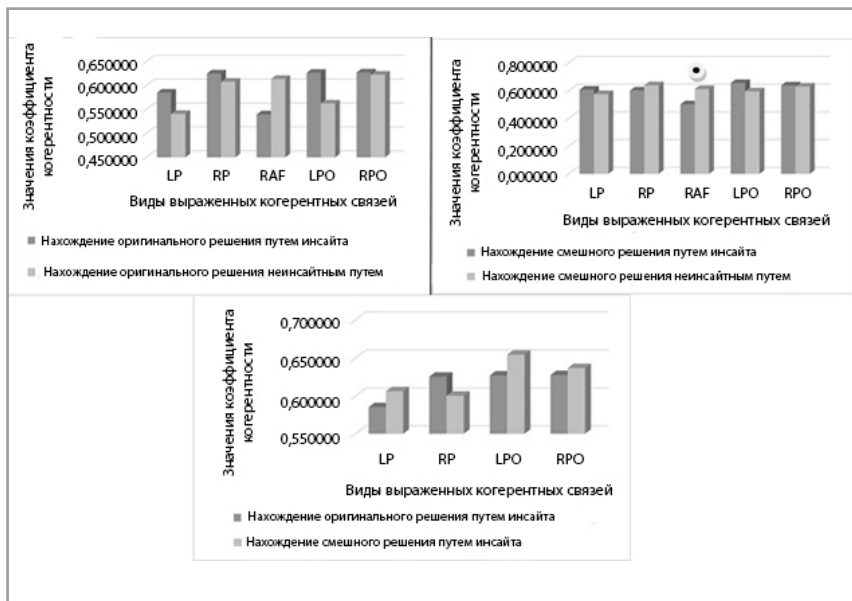 Значения коэффициента
когерентности
0,650000
0,600000
0,550000
0,500000
0,450000
LP RP RAF LPO RPO
Виды выраженных когерентных связей
Нахождение оригинального решения путем инсайта
Нахождение оригинального решения неинсайтным путем
Значения коэффициента
когерентности
0,800000
0,600000
0,400000
0,200000
0,000000
LP RP RAF LPO RPO
Виды выраженных когерентных связей
Нахождение смешного решения путем инсайта
Нахождение смешного решения неинсайтным путем
Значения коэффициента
когерентности
0,700000
0,650000
0,600000
0,550000
LP RP LPO RPO
Виды выраженных когерентных связей
Нахождение оригинального решения путем инсайта
Нахождение смешного решения путем инсайта